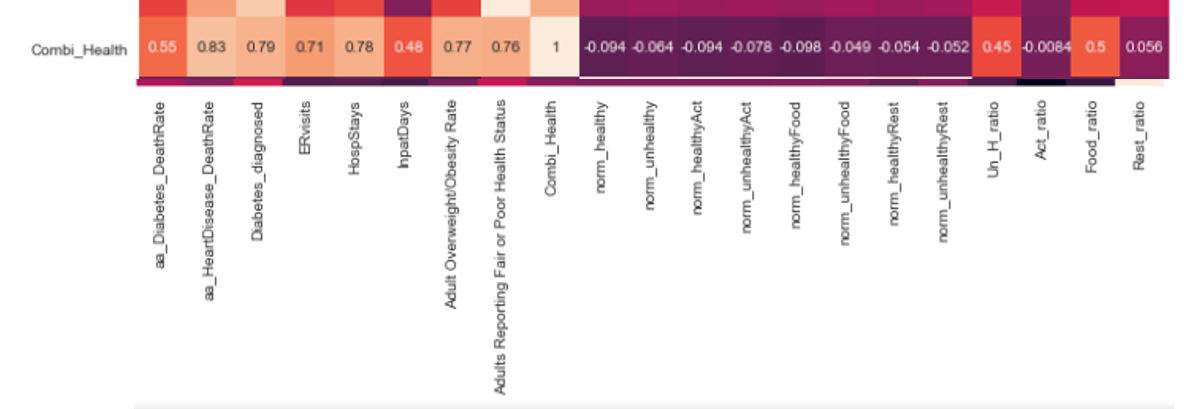 Combi_Health 0.55 0.83 0.79 0.71 0.78 0.48 0.77 0.76 1 -0.094 -0.064 -0.094 -0.078 -0.098 -0.049 -0.054 -0.052 0.45 -0.0084 0.5 0.056
aa_Diabetes_DeathRate
aa_HeartDisease_DeathRate
Diabetes_diagnosed
ERvisits
HospStays
InpatDays
Adult Overweight/Obesity Rate
Adults Reporting Fair or Poor Health Status
Combi_Health
norm_healthy
norm_unhealthy
norm_healthyAct
norm_unhealthyAct
norm_healthyFood
norm_unhealthyFood
norm_healthyRest
norm_unhealthyRest
Un_H_ratio
Act_ratio
Food_ratio
Rest_ratio